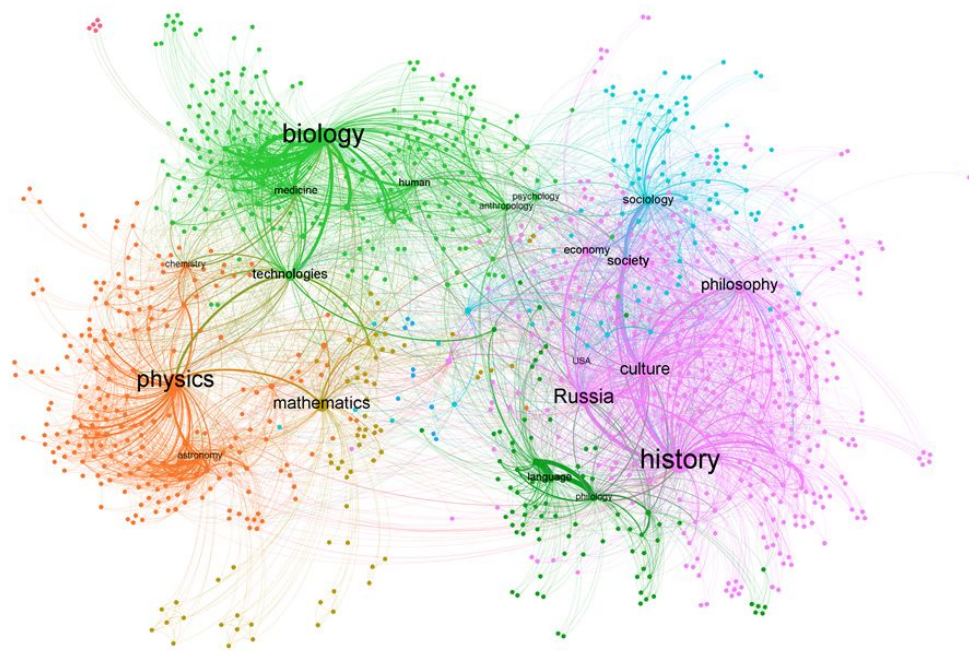 biology
medicine
human
psychology
anthropology
sociology
economy
society
chemistry
technologies
philosophy
USA
culture
physics
Russia
mathematics
astronomy
history
language
philology